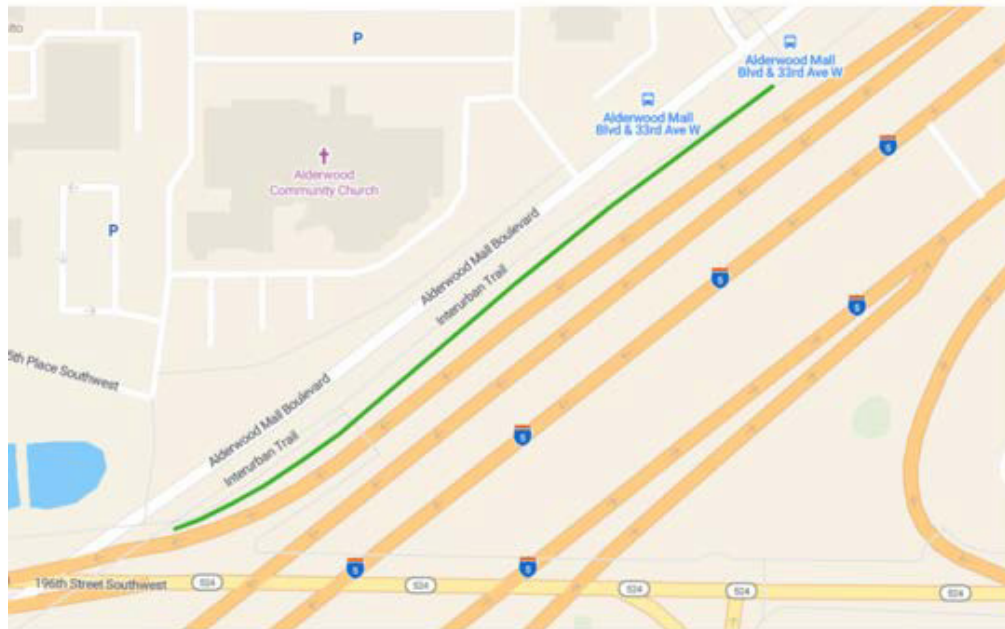 P
Alderwood Mall
Blvd & 33rd Ave W
Alderwood Mall
Blvd & 33rd Ave W
5
Alderwood
Community Church
P
Alderwood Mall Boulevard
Interurban Trail
5
5
5th Place Southwest
Alderwood Mall Boulevard
Interurban Trail
5
5
5
196th Street Southwest
524
524
524
524
524